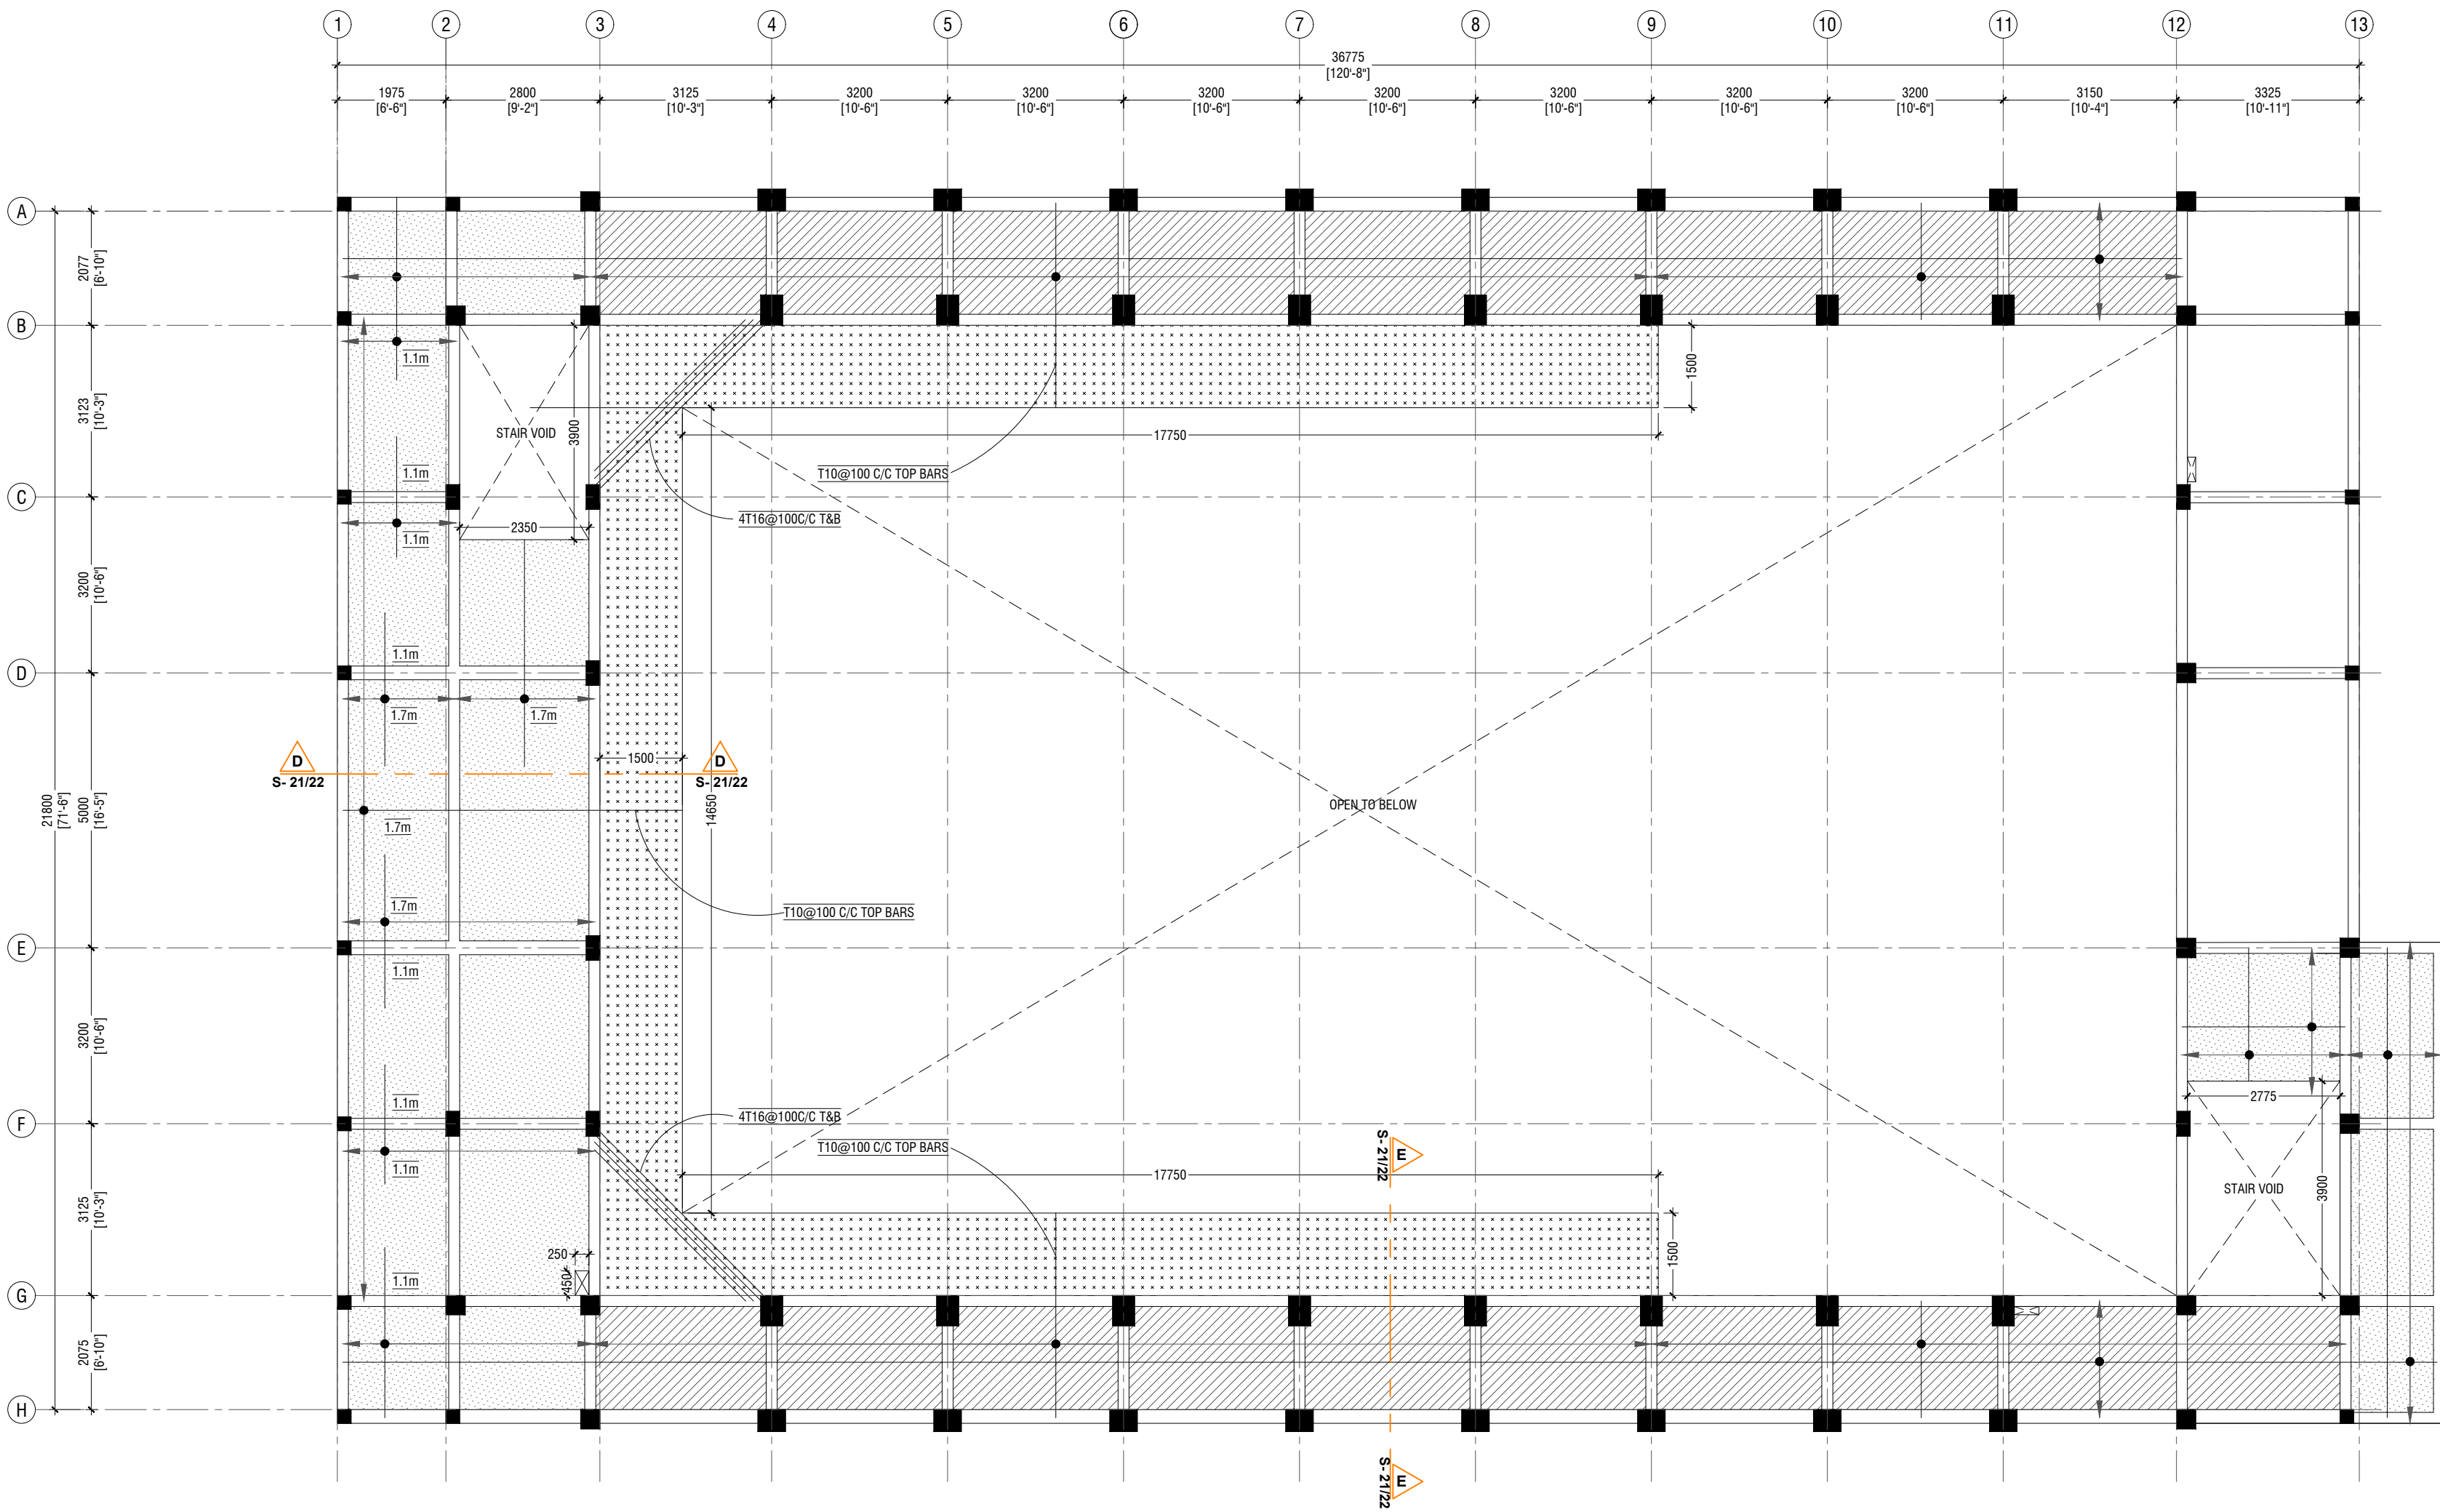 1 2 3 4 5 6 7 8 9 10 11 12 13
36775
[120'-8"]
1975 2800 3125 3200 3200 3200 3200 3200 3200 3200 3150 3325
[6'-6"] [9'-2"] [10'-3"] [10'-6"] [10'-6"] [10'-6"] [10'-6"] [10'-6"] [10'-6"] [10'-6"] [10'-4"] [10'-11"]
A
2077
[6'-10"]
B
1.1m
1500
3123
[10'-3"]
STAIR VOID
3900
17750
1.1m
T10@100 C/C TOP BARS
C
4T16@100C/C T&B
2350
1.1m
3200
[10'-6"]
1.1m
D
1.7m
1.7m
D
S- 21/22
1500
D
S- 21/22
21800
[71'-6"]
5000
[16'-5"]
14650
OPEN TO BELOW
1.7m
1.7m
T10@100 C/C TOP BARS
E
1.1m
3200
[10'-6"]
2775
1.1m
F
4T16@100C/C T&B
T10@100 C/C TOP BARS
S- 21/22
E
1.1m
17750
STAIR VOID
3900
3125
[10'-3"]
250
450
1500
1.1m
G
2075
[6'-10"]
H
S- 21/22
E